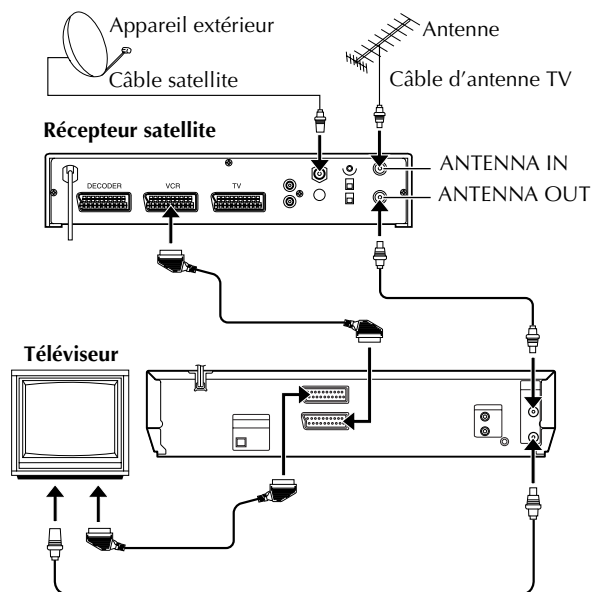 Appareil extérieur
Antenne
Câble satellite
Câble d'antenne TV
Récepteur satellite
ANTENNA IN
DECODER
VCR
TV
ANTENNA OUT
Téléviseur